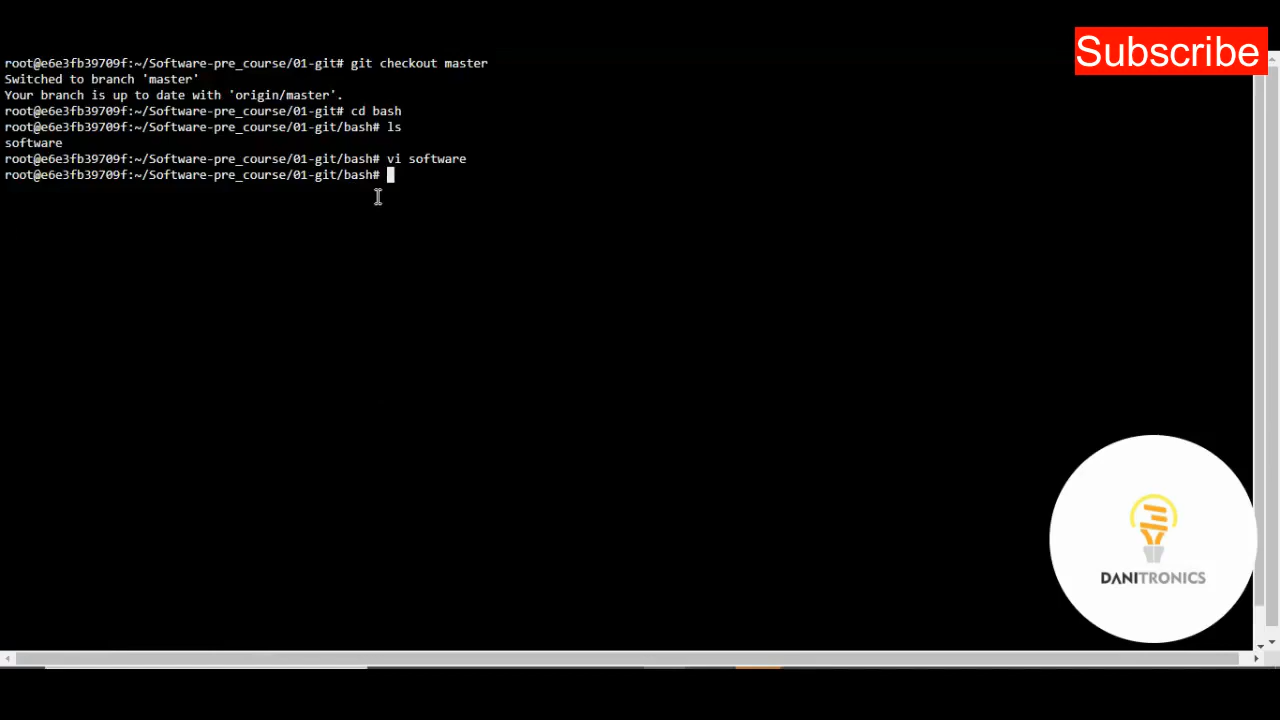 Subscribe
root@e6e3fb39709f:~/Software-pre_course/01-git# git checkout master
Switched to branch 'master'
Your branch is up to date with 'origin/master'.
root@e6e3fb39709f:~/Software-pre_course/01-git# cd bash
root@e6e3fb39709f:~/Software-pre_course/01-git/bash# ls
software
root@e6e3fb39709f:~/Software-pre_course/01-git/bash# vi software
root@e6e3fb39709f:~/Software-pre_course/01-git/bash#
DANITRONICS